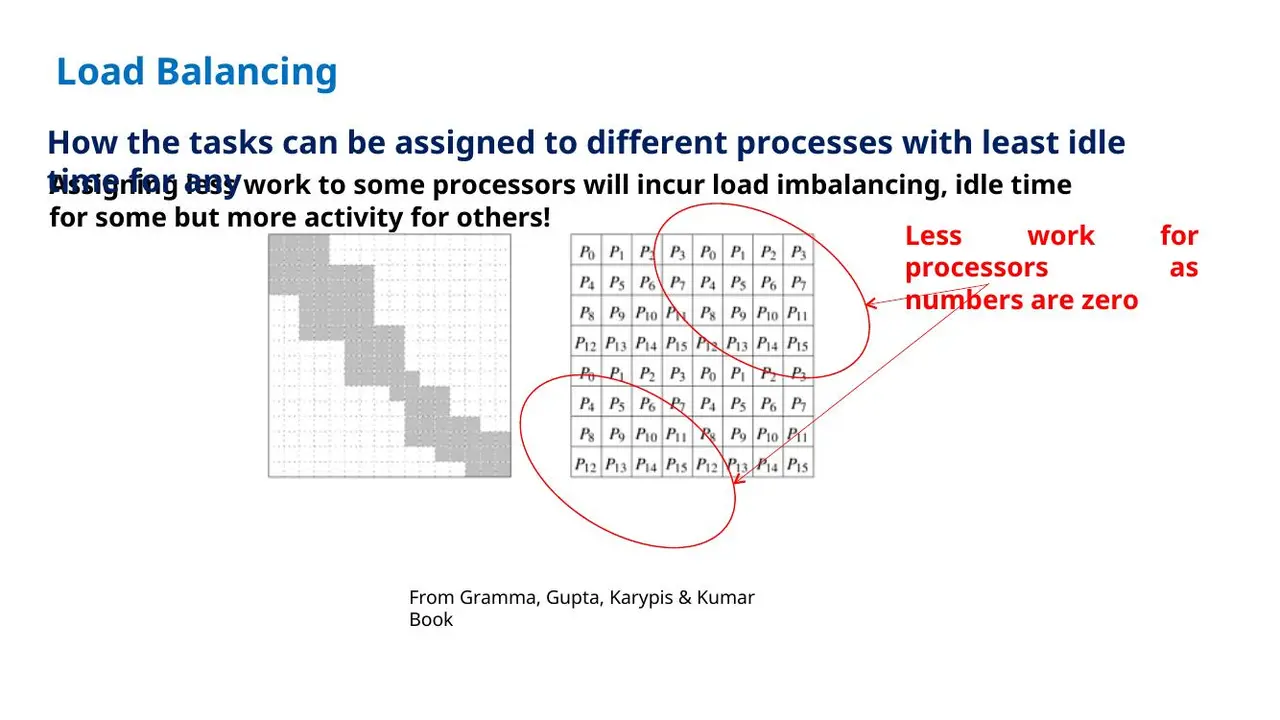 Load Balancing
How the tasks can be assigned to different processes with least idle
time for any
Assigning less work to some processors will incur load imbalancing, idle time
for some but more activity for others!
Less work for
processors as
numbers are zero
P0 P1 P2 P3 P0 P1 P2 P3
P4 P5 P6 P7 P4 P5 P6 P7
P8 P9 P10 P11 P8 P9 P10 P11
P12 P13 P14 P15 P12 P13 P14 P15
P0 P1 P2 P3 P0 P1 P2 P3
P4 P5 P6 P7 P4 P5 P6 P7
P8 P9 P10 P11 P8 P9 P10 P11
P12 P13 P14 P15 P12 P13 P14 P15
From Gramma, Gupta, Karypis & Kumar
Book